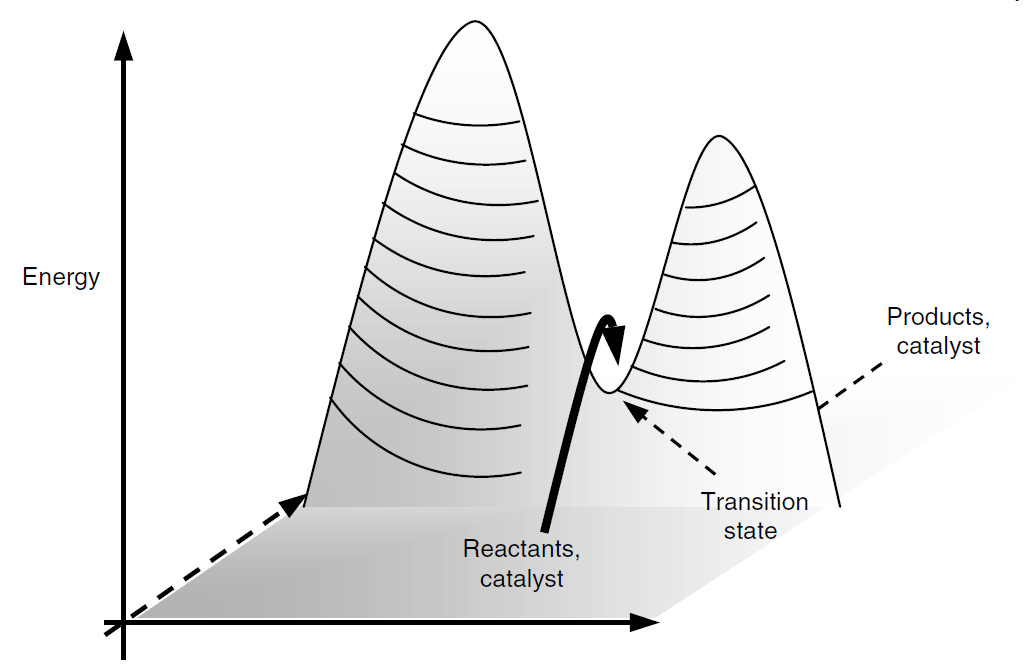 Energy
Products,
catalyst
Transition
state
Reactants,
catalyst